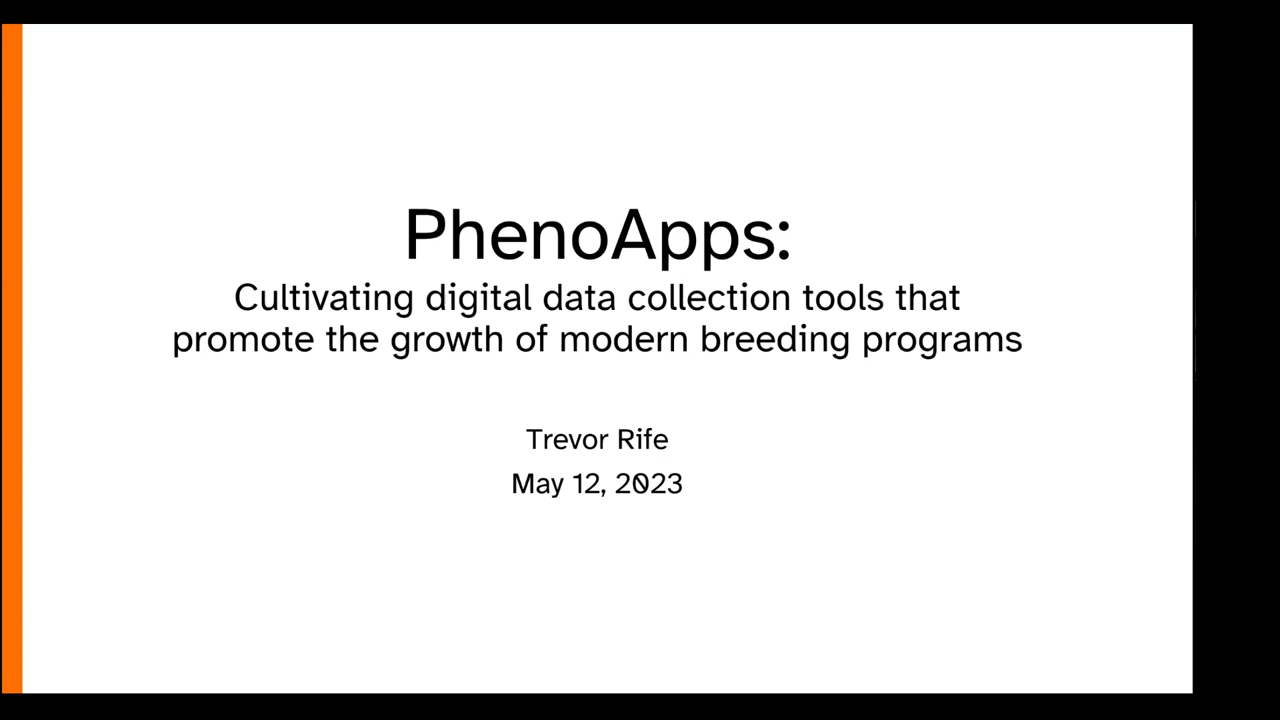 PhenoApps:
Cultivating digital data collection tools that
promote the growth of modern breeding programs
Trevor Rife
May 12, 2023